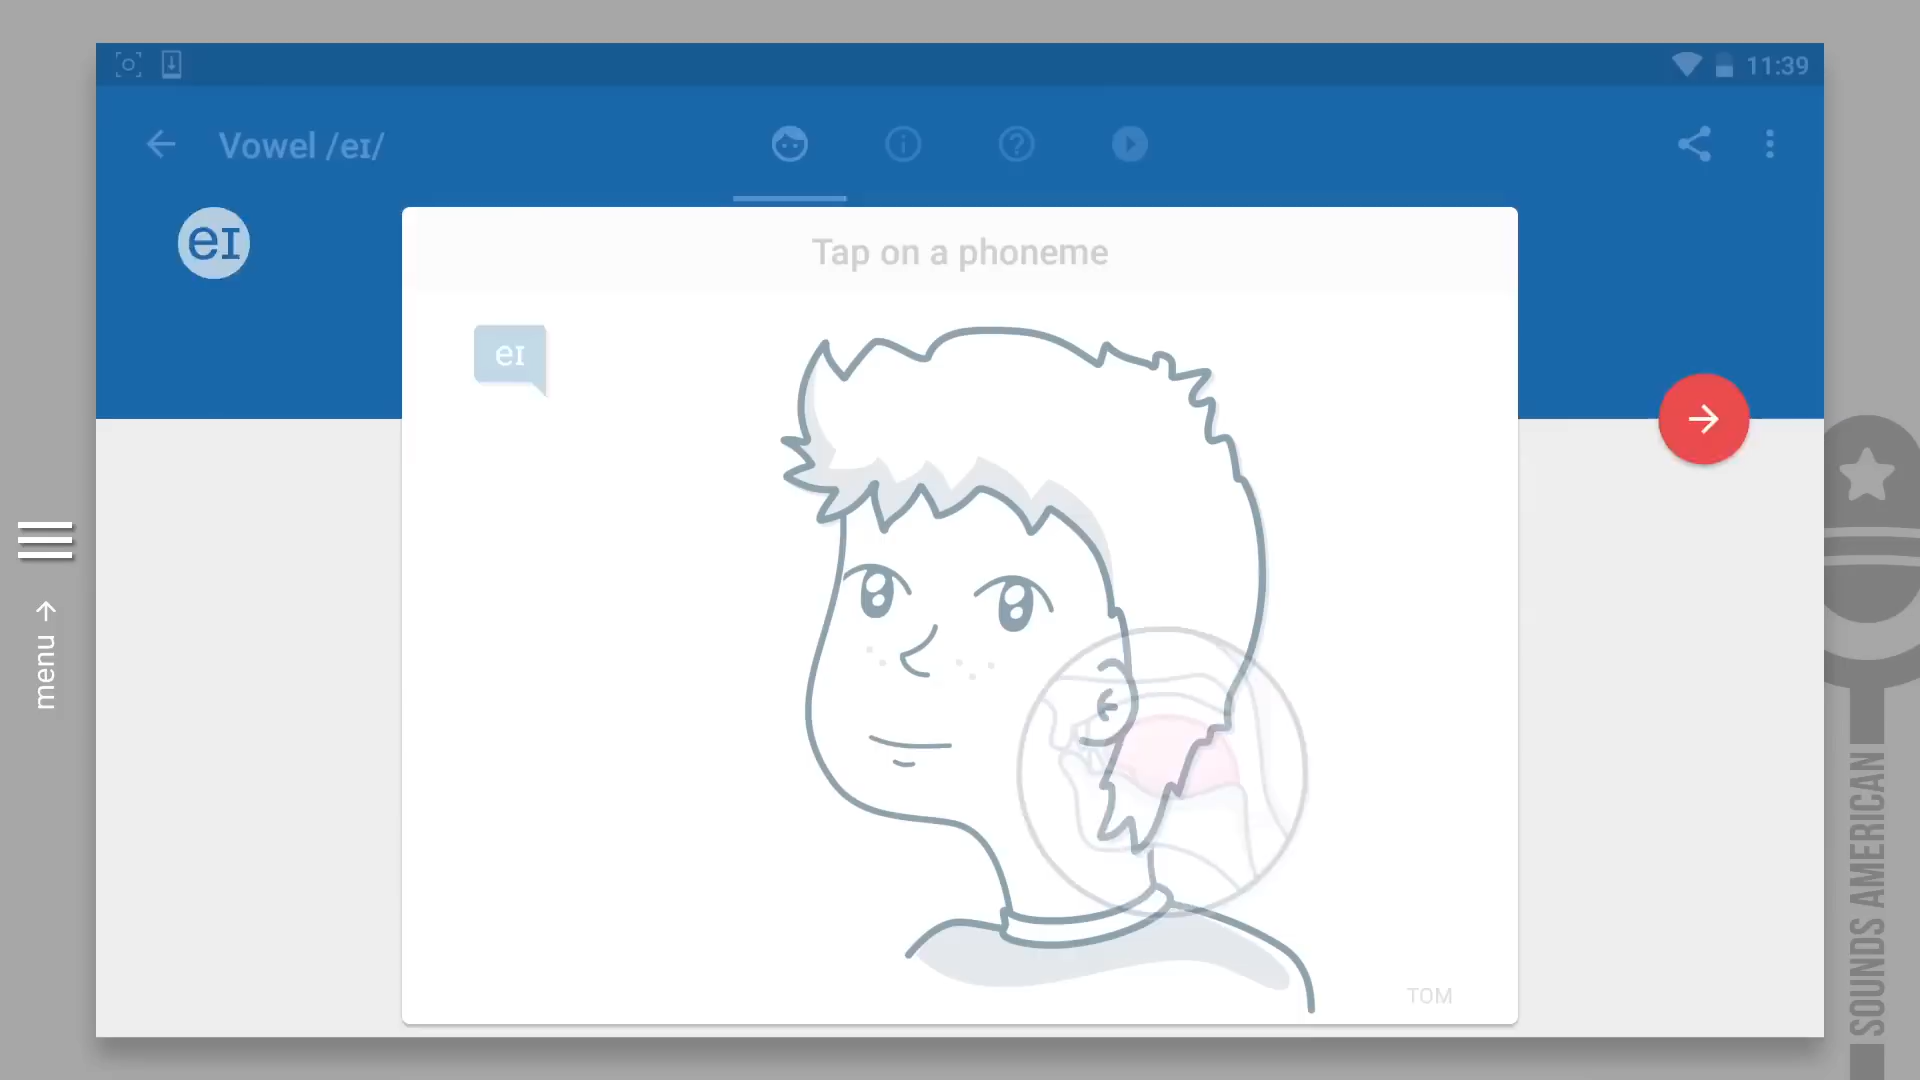 11:39
Vowel /eɪ/
eɪ
Tap on a phoneme
eɪ
menu
SOUNDS AMERICAN
TOM